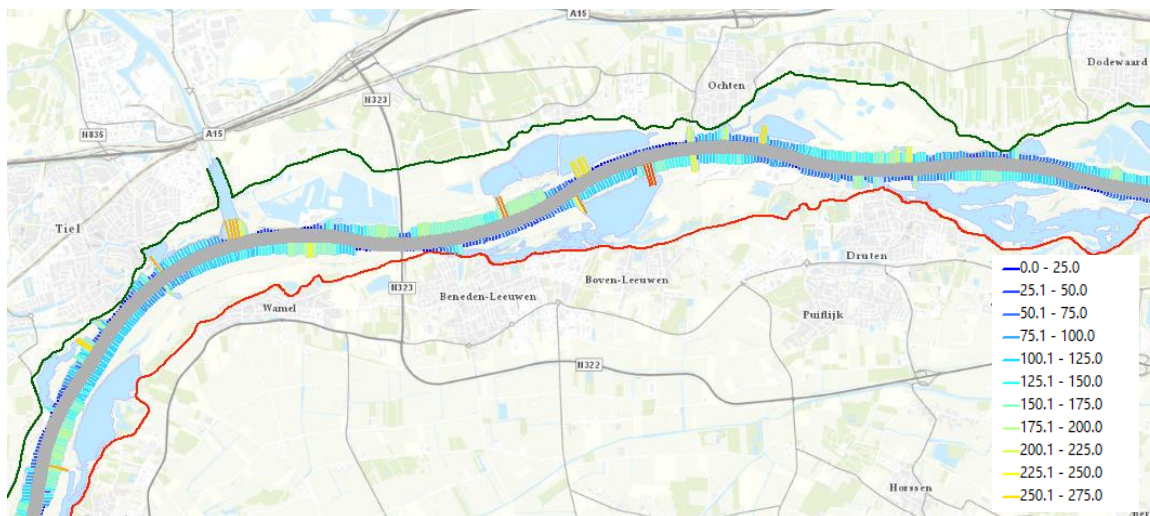 A15
Dodewaard
Ochten
N323
N835
A15
Tiel
Druten
Boven-Leeuwen
N323
Beneden-Leeuwen
Wamel
Puiflijk
N322
Horssen
0.0 - 25.0
25.1 - 50.0
50.1 - 75.0
75.1 - 100.0
100.1 - 125.0
125.1 - 150.0
150.1 - 175.0
175.1 - 200.0
200.1 - 225.0
225.1 - 250.0
250.1 - 275.0